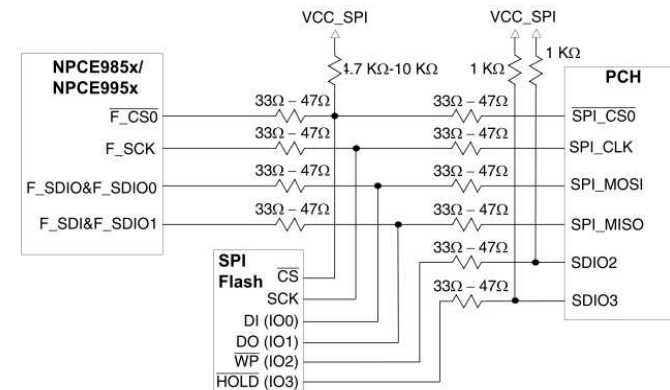 VCC_SPI VCC_SPI
4.7 KΩ-10 KΩ 1 KΩ 1 KΩ
NPCE985x/
NPCE995x
PCH
33Ω – 47Ω 33Ω – 47Ω
F_CS0 SPI_CS0
33Ω – 47Ω 33Ω – 47Ω
F_SCK SPI_CLK
33Ω – 47Ω 33Ω – 47Ω
F_SDIO&F_SDIO0 SPI_MOSI
33Ω – 47Ω 33Ω – 47Ω
F_SDI&F_SDIO1 SPI_MISO
33Ω – 47Ω
SDIO2
33Ω – 47Ω
SDIO3
SPI
Flash
CS
SCK
DI (IO0)
DO (IO1)
WP (IO2)
HOLD (IO3)